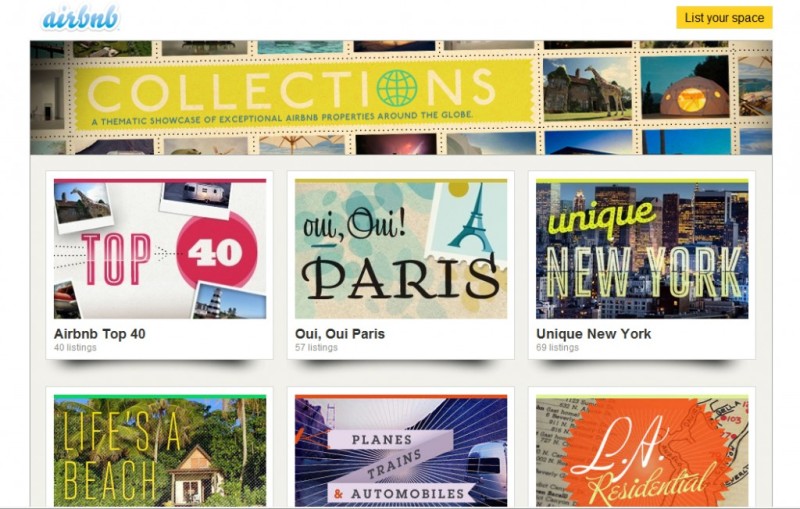 airbnb
List your space
COLLECTIONS
A THEMATIC SHOWCASE OF EXCEPTIONAL AIRBNB PROPERTIES AROUND THE GLOBE.
TOP 40
oui, Oui!
PARIS
unique
NEW YORK
Airbnb Top 40
40 listings
Oui, Oui Paris
57 listings
Unique New York
69 listings
LIFE'S A
BEACH
PLANES
TRAINS
& AUTOMOBILES
L.A.
Residential
103